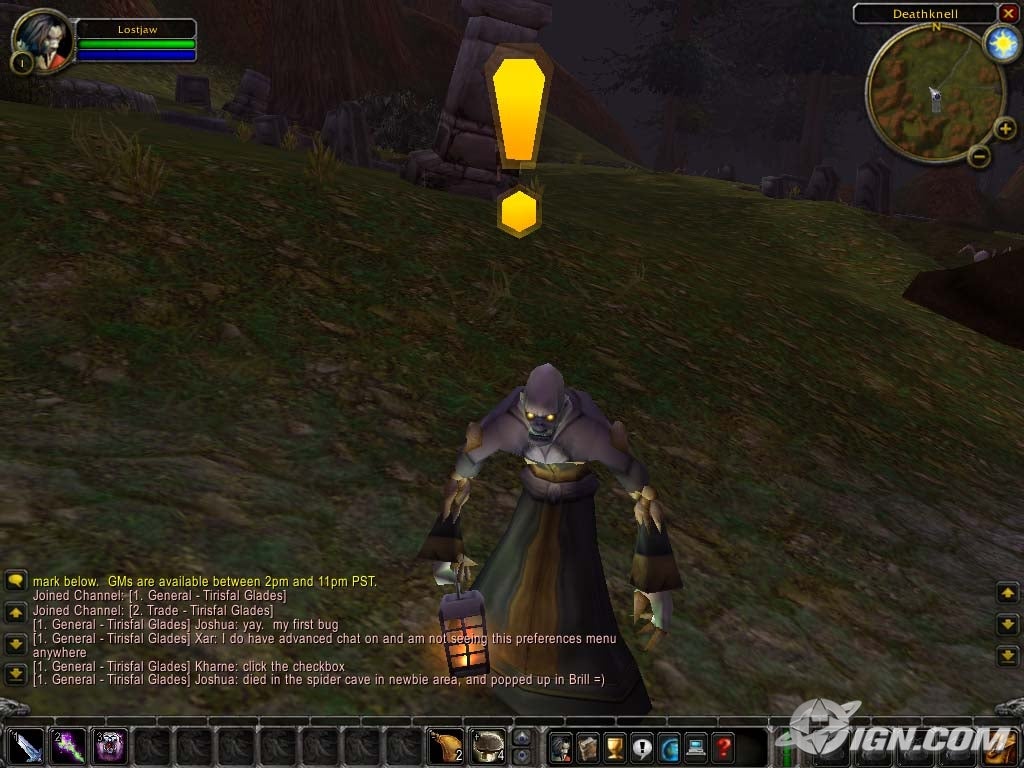 Lostjaw
1
Deathknell
N
mark below.  GMs are available between 2pm and 11pm PST.
Joined Channel: [1. General - Tirisfal Glades]
Joined Channel: [2. Trade - Tirisfal Glades]
[1. General - Tirisfal Glades] Joshua: yay.  my first bug
[1. General - Tirisfal Glades] Xar: I do have advanced chat on and am not seeing this preferences menu
anywhere
[1. General - Tirisfal Glades] Kharne: click the checkbox
[1. General - Tirisfal Glades] Joshua: died in the spider cave in newbie area, and popped up in Brill =)
2 3 2 4
IGN.COM